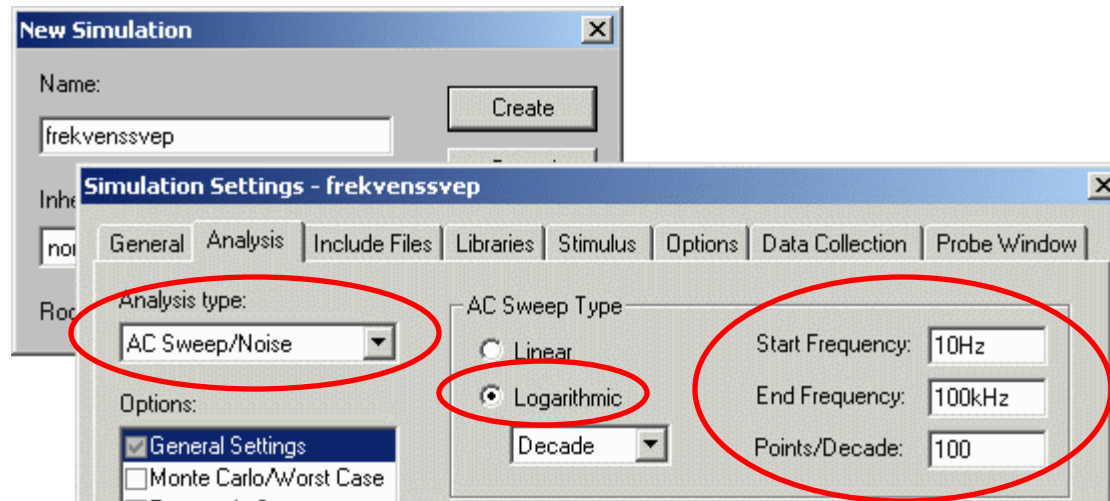 New Simulation
Name:
Create
frekvenssvep
Simulation Settings - frekvenssvep
General Analysis Include Files Libraries Stimulus Options Data Collection Probe Window
Analysis type:
AC Sweep/Noise
AC Sweep Type
Linear
Logarithmic
Decade
Start Frequency: 10Hz
End Frequency: 100kHz
Points/Decade: 100
Options:
General Settings
Monte Carlo/Worst Case